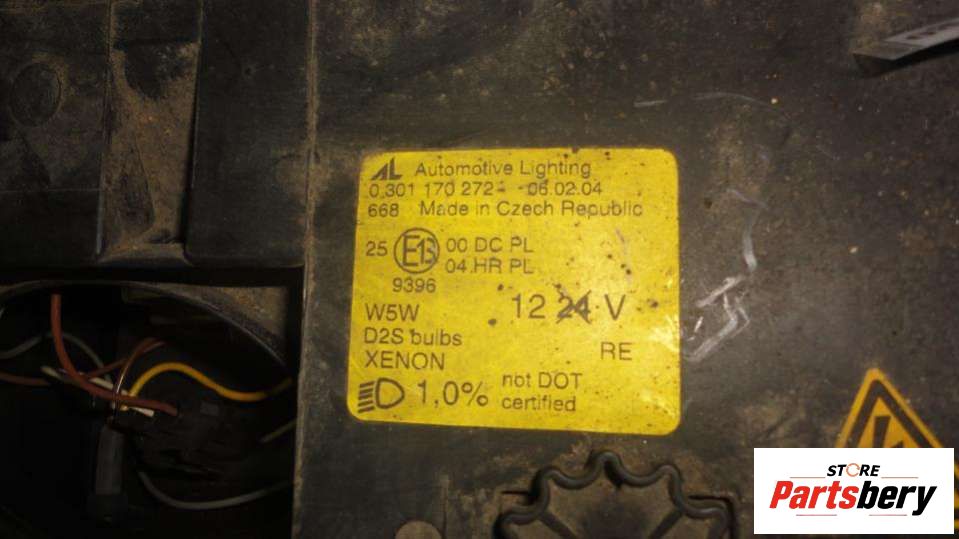 AL Automotive Lighting
0 301 170 272 - 06.02.04
668 Made in Czech Republic
25 E13 00 DC PL
04 HR PL
9396
W5W 12 24 V
D2S bulbs
XENON RE
1,0% not DOT
certified
STORE
Partsbery